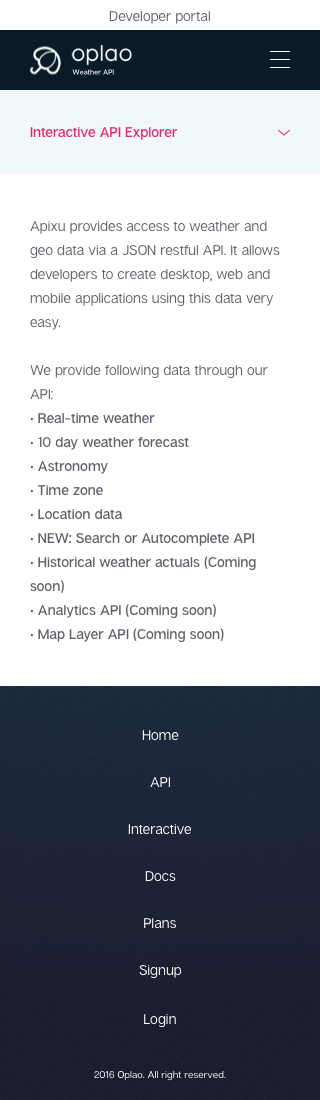 Developer portal
oplao
Weather API
Interactive API Explorer
Apixu provides access to weather and
geo data via a JSON restful API. It allows
developers to create desktop, web and
mobile applications using this data very
easy.
We provide following data through our
API:
• Real-time weather
• 10 day weather forecast
• Astronomy
• Time zone
• Location data
• NEW: Search or Autocomplete API
• Historical weather actuals (Coming
soon)
• Analytics API (Coming soon)
• Map Layer API (Coming soon)
Home
API
Interactive
Docs
Plans
Signup
Login
2016 Oplao. All right reserved.